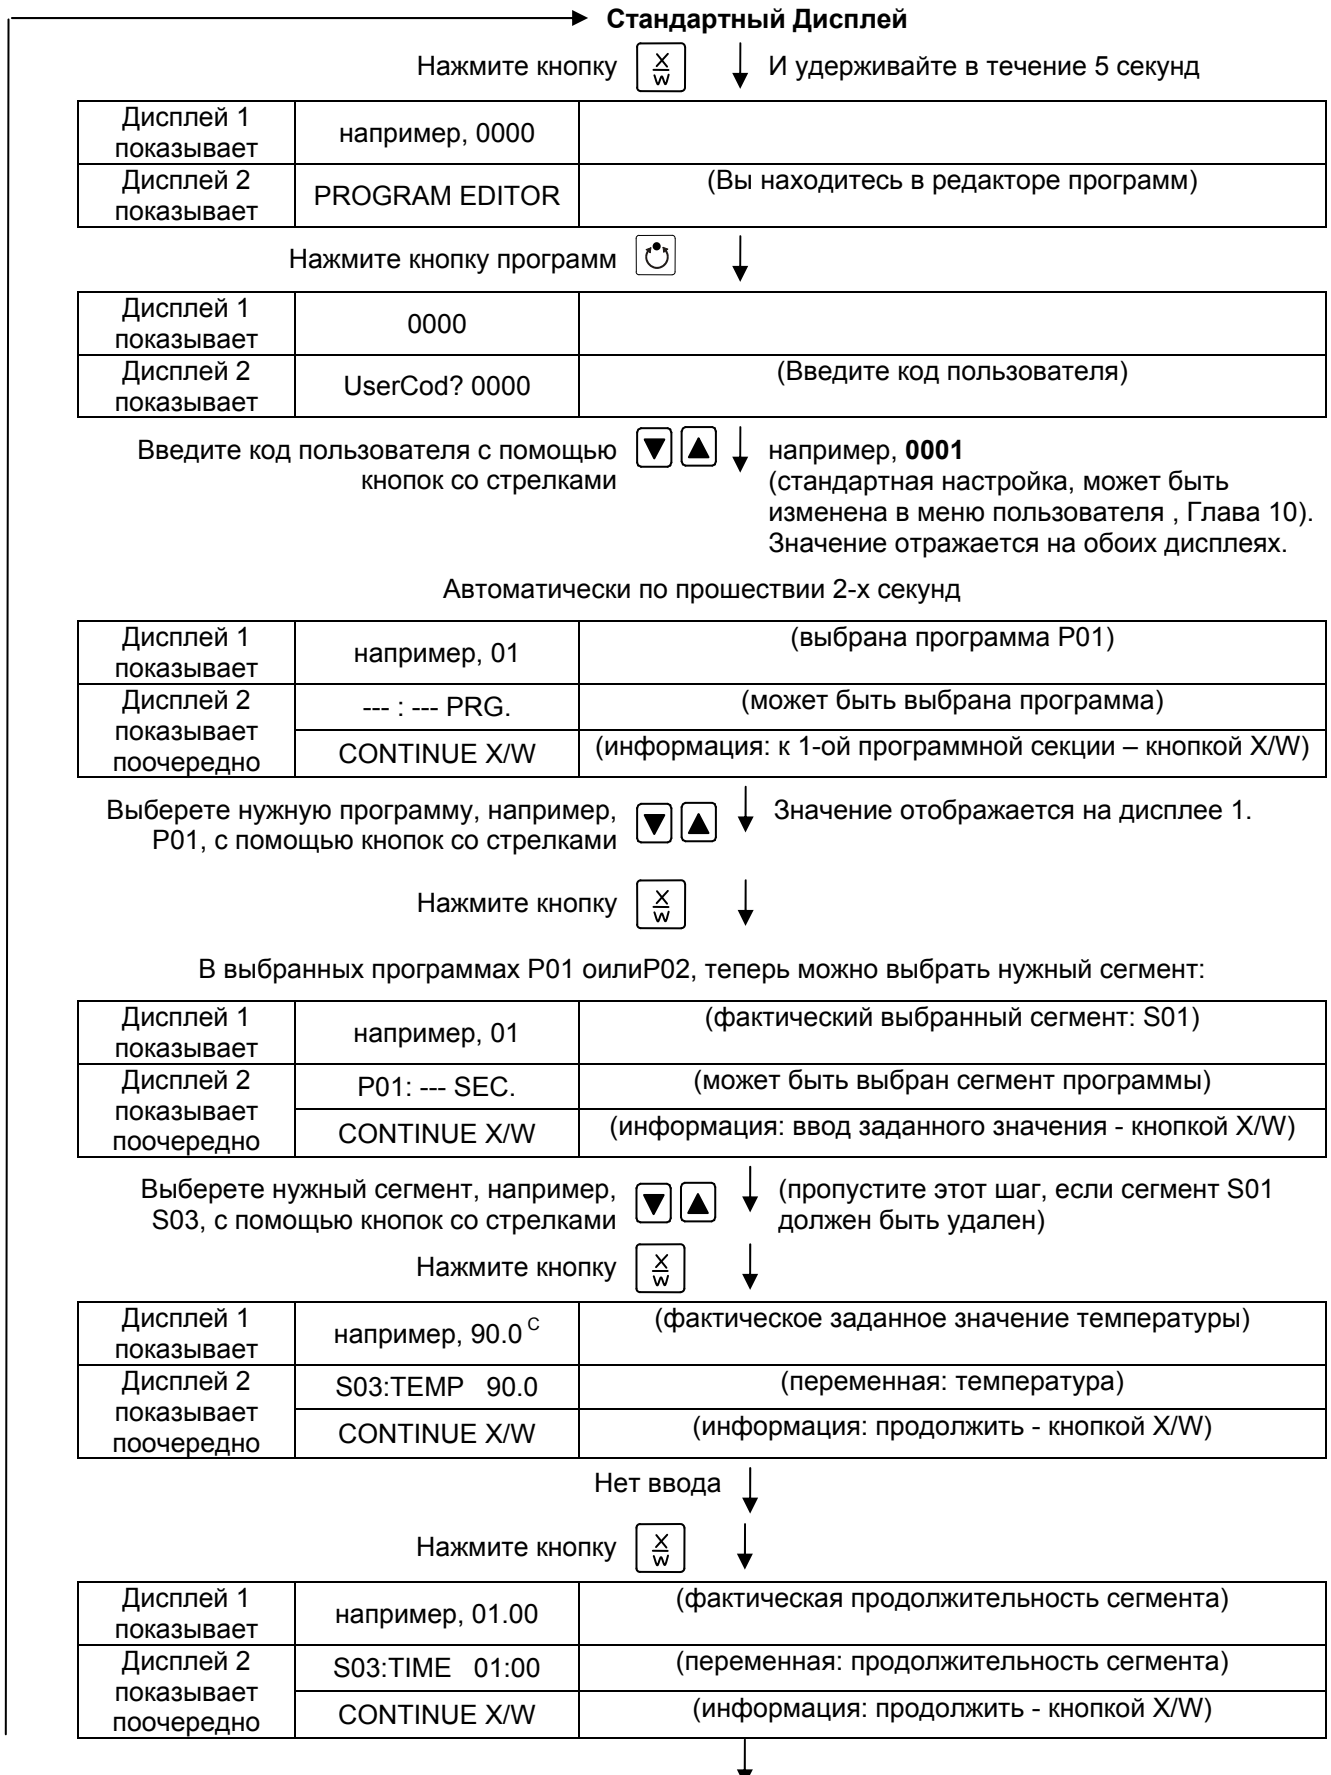 Стандартный Дисплей
Нажмите кнопку X/W И удерживайте в течение 5 секунд
Дисплей 1
показывает
например, 0000
Дисплей 2
показывает
PROGRAM EDITOR
(Вы находитесь в редакторе программ)
Нажмите кнопку программ
Дисплей 1
показывает
0000
Дисплей 2
показывает
UserCod? 0000
(Введите код пользователя)
Введите код пользователя с помощью
кнопок со стрелками
например, 0001
(стандартная настройка, может быть
изменена в меню пользователя , Глава 10).
Значение отражается на обоих дисплеях.
Автоматически по прошествии 2-х секунд
Дисплей 1
показывает
например, 01
(выбрана программа P01)
Дисплей 2
показывает
поочередно
--- : --- PRG.
(может быть выбрана программа)
CONTINUE X/W
(информация: к 1-ой программной секции – кнопкой X/W)
Выберете нужную программу, например,
P01, с помощью кнопок со стрелками
Значение отображается на дисплее 1.
Нажмите кнопку X/W
В выбранных программах P01 оилиP02, теперь можно выбрать нужный сегмент:
Дисплей 1
показывает
например, 01
(фактический выбранный сегмент: S01)
Дисплей 2
показывает
поочередно
P01: --- SEC.
(может быть выбран сегмент программы)
CONTINUE X/W
(информация: ввод заданного значения - кнопкой X/W)
Выберете нужный сегмент, например,
S03, с помощью кнопок со стрелками
(пропустите этот шаг, если сегмент S01
должен быть удален)
Нажмите кнопку X/W
Дисплей 1
показывает
например, 90.0 C
(фактическое заданное значение температуры)
Дисплей 2
показывает
поочередно
S03:TEMP 90.0
(переменная: температура)
CONTINUE X/W
(информация: продолжить - кнопкой X/W)
Нет ввода
Нажмите кнопку X/W
Дисплей 1
показывает
например, 01.00
(фактическая продолжительность сегмента)
Дисплей 2
показывает
поочередно
S03:TIME 01:00
(переменная: продолжительность сегмента)
CONTINUE X/W
(информация: продолжить - кнопкой X/W)